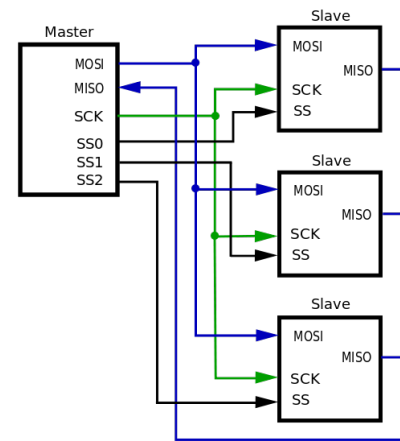 Master
MOSI
MISO
SCK
SS0
SS1
SS2
Slave
MOSI
MISO
SCK
SS
Slave
MOSI
MISO
SCK
SS
Slave
MOSI
MISO
SCK
SS